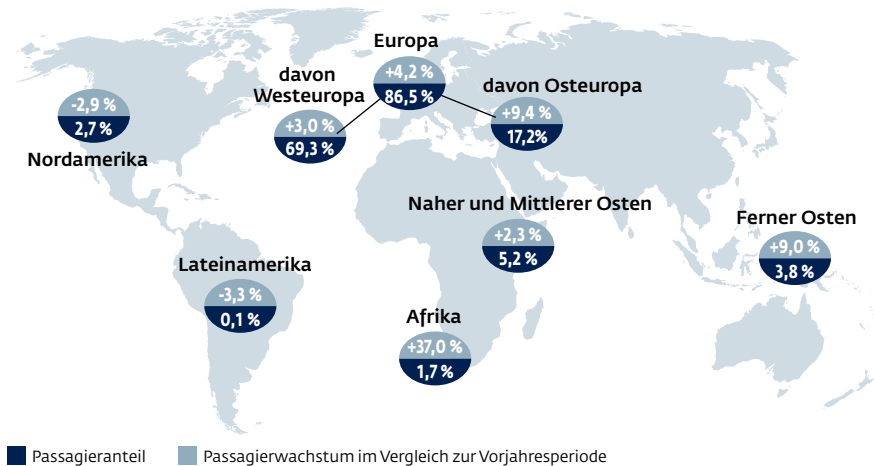 Europa
+4,2 %
86,5 %
davon
Westeuropa
+3,0 %
69,3 %
davon Osteuropa
+9,4 %
17,2%
-2,9 %
2,7 %
Nordamerika
Naher und Mittlerer Osten
+2,3 %
5,2 %
Ferner Osten
+9,0 %
3,8 %
Lateinamerika
-3,3 %
0,1 %
Afrika
+37,0 %
1,7 %
Passagieranteil
Passagierwachstum im Vergleich zur Vorjahresperiode